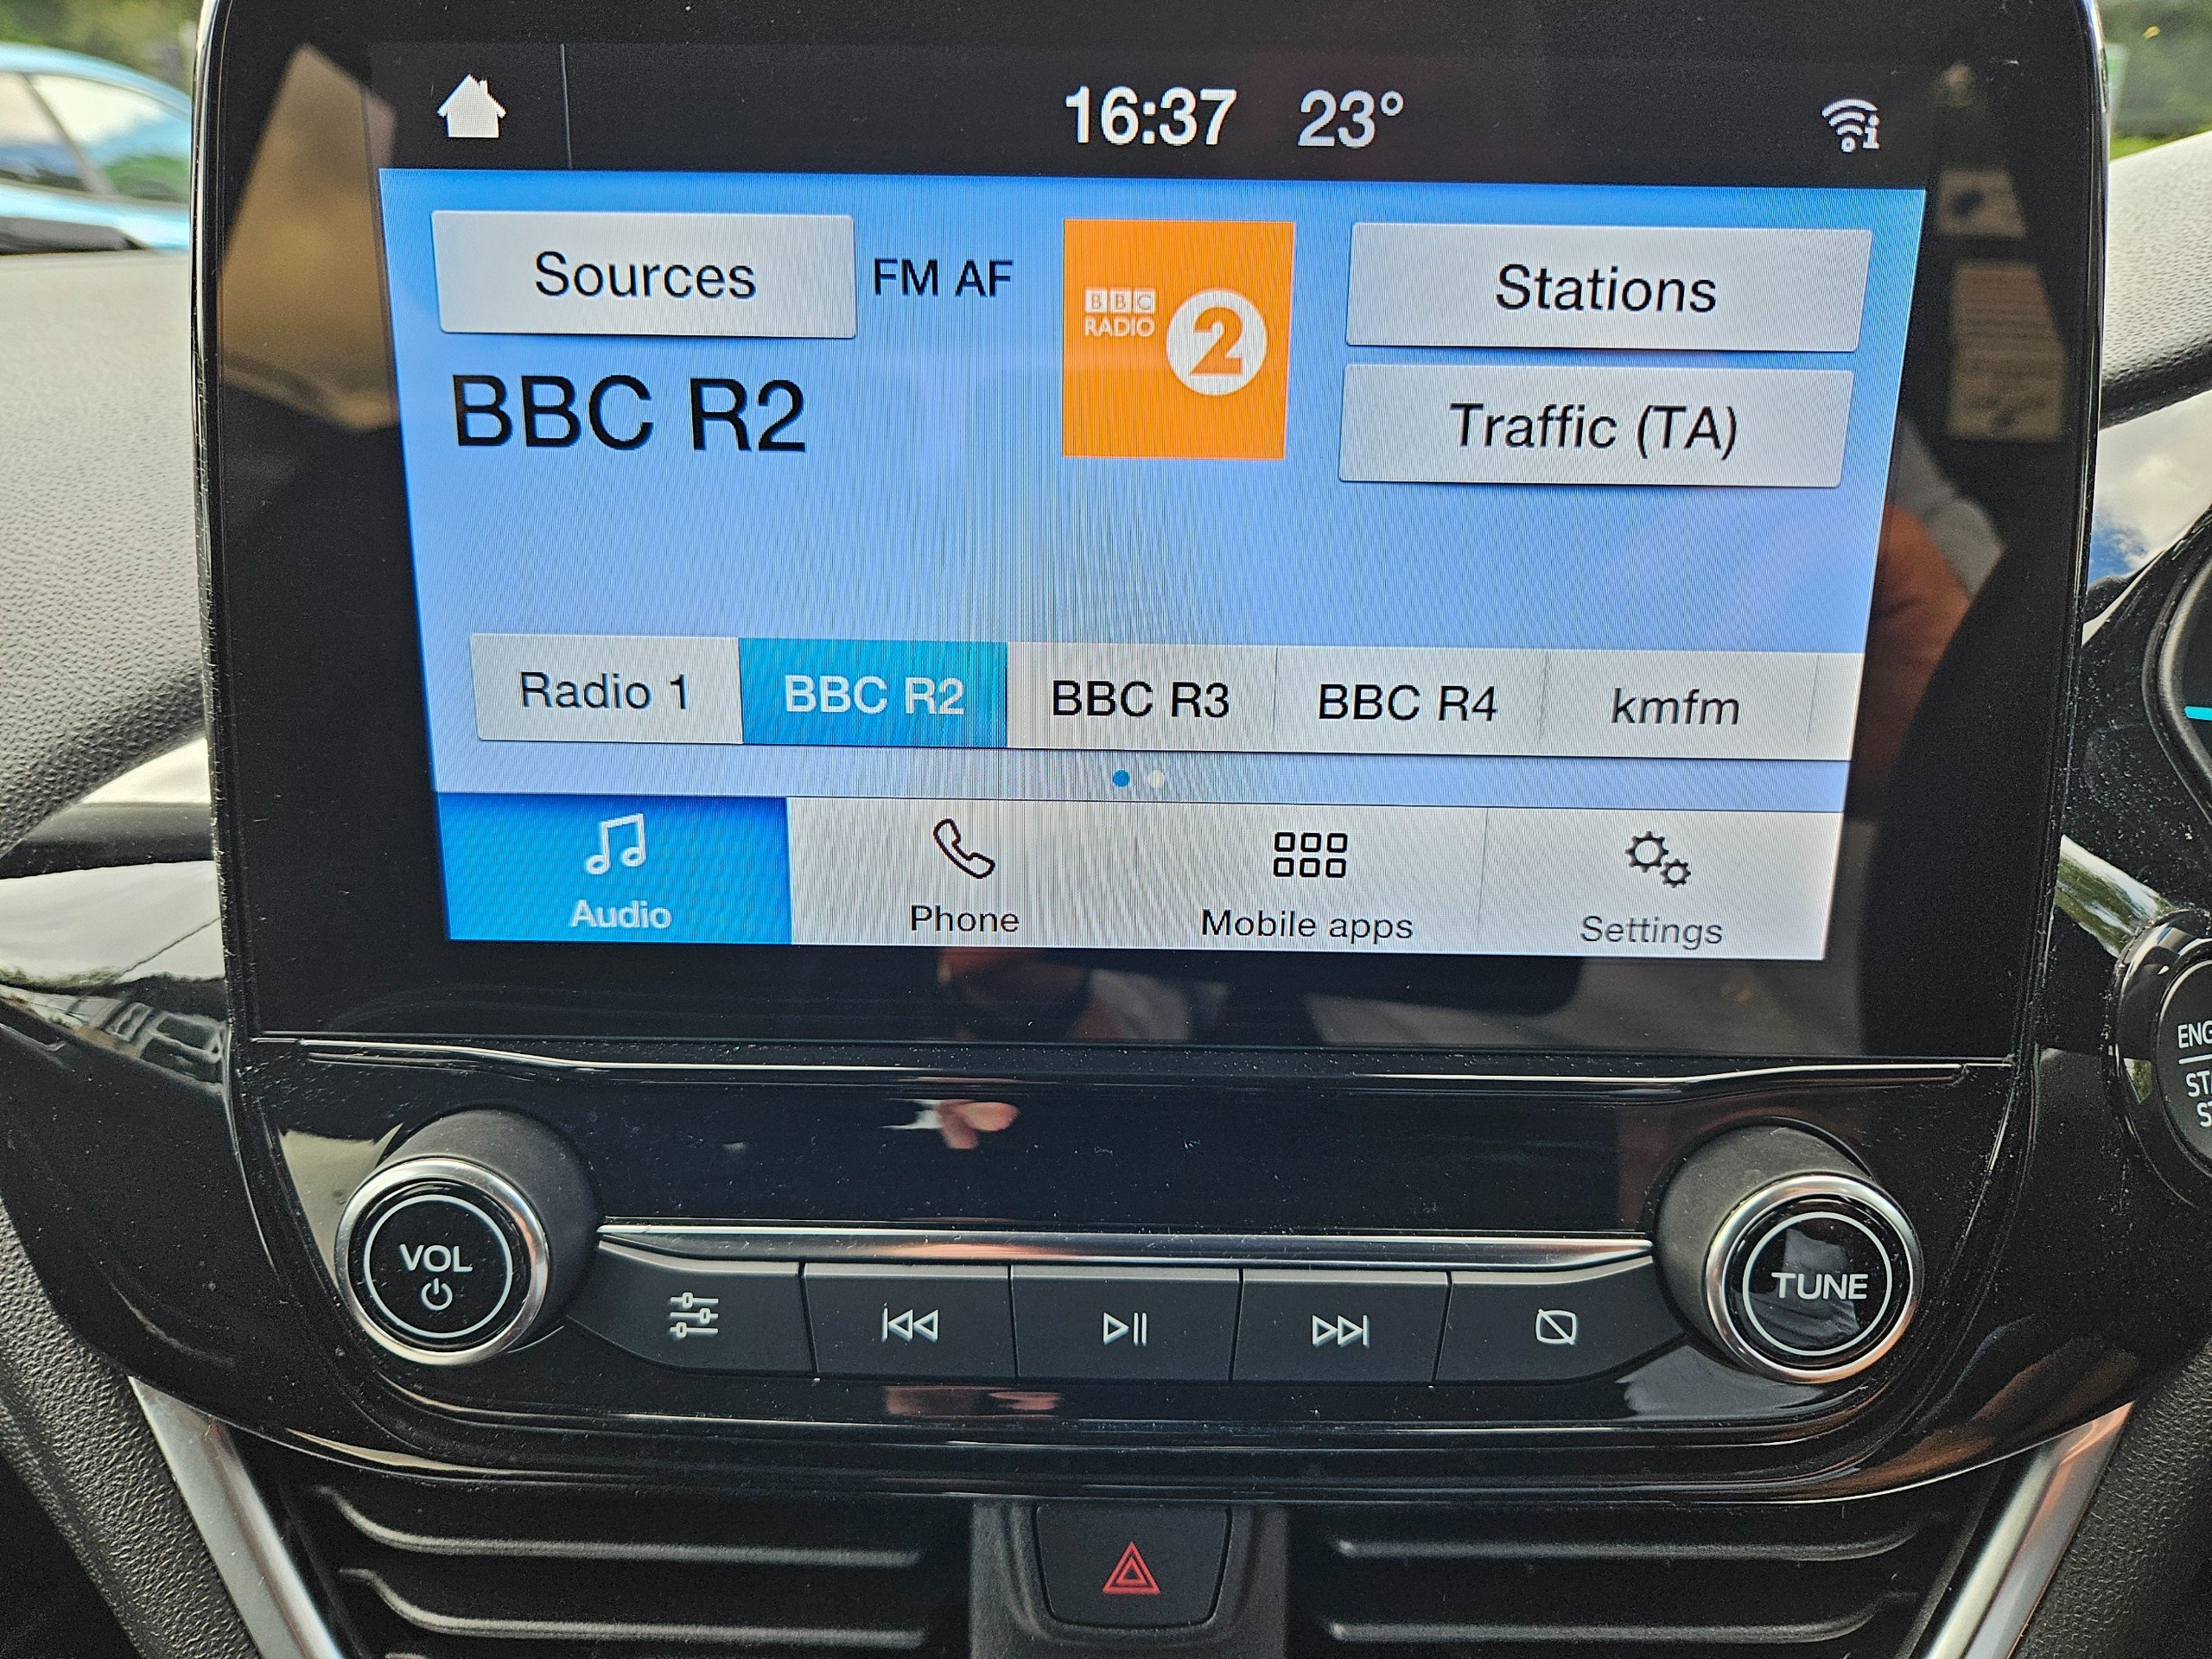 16:37 23°
Sources FM AF
BBC
RADIO 2
Stations
BBC R2
Traffic (TA)
Radio 1 BBC R2 BBC R3 BBC R4 kmfm
Audio Phone Mobile apps Settings
VOL
TUNE